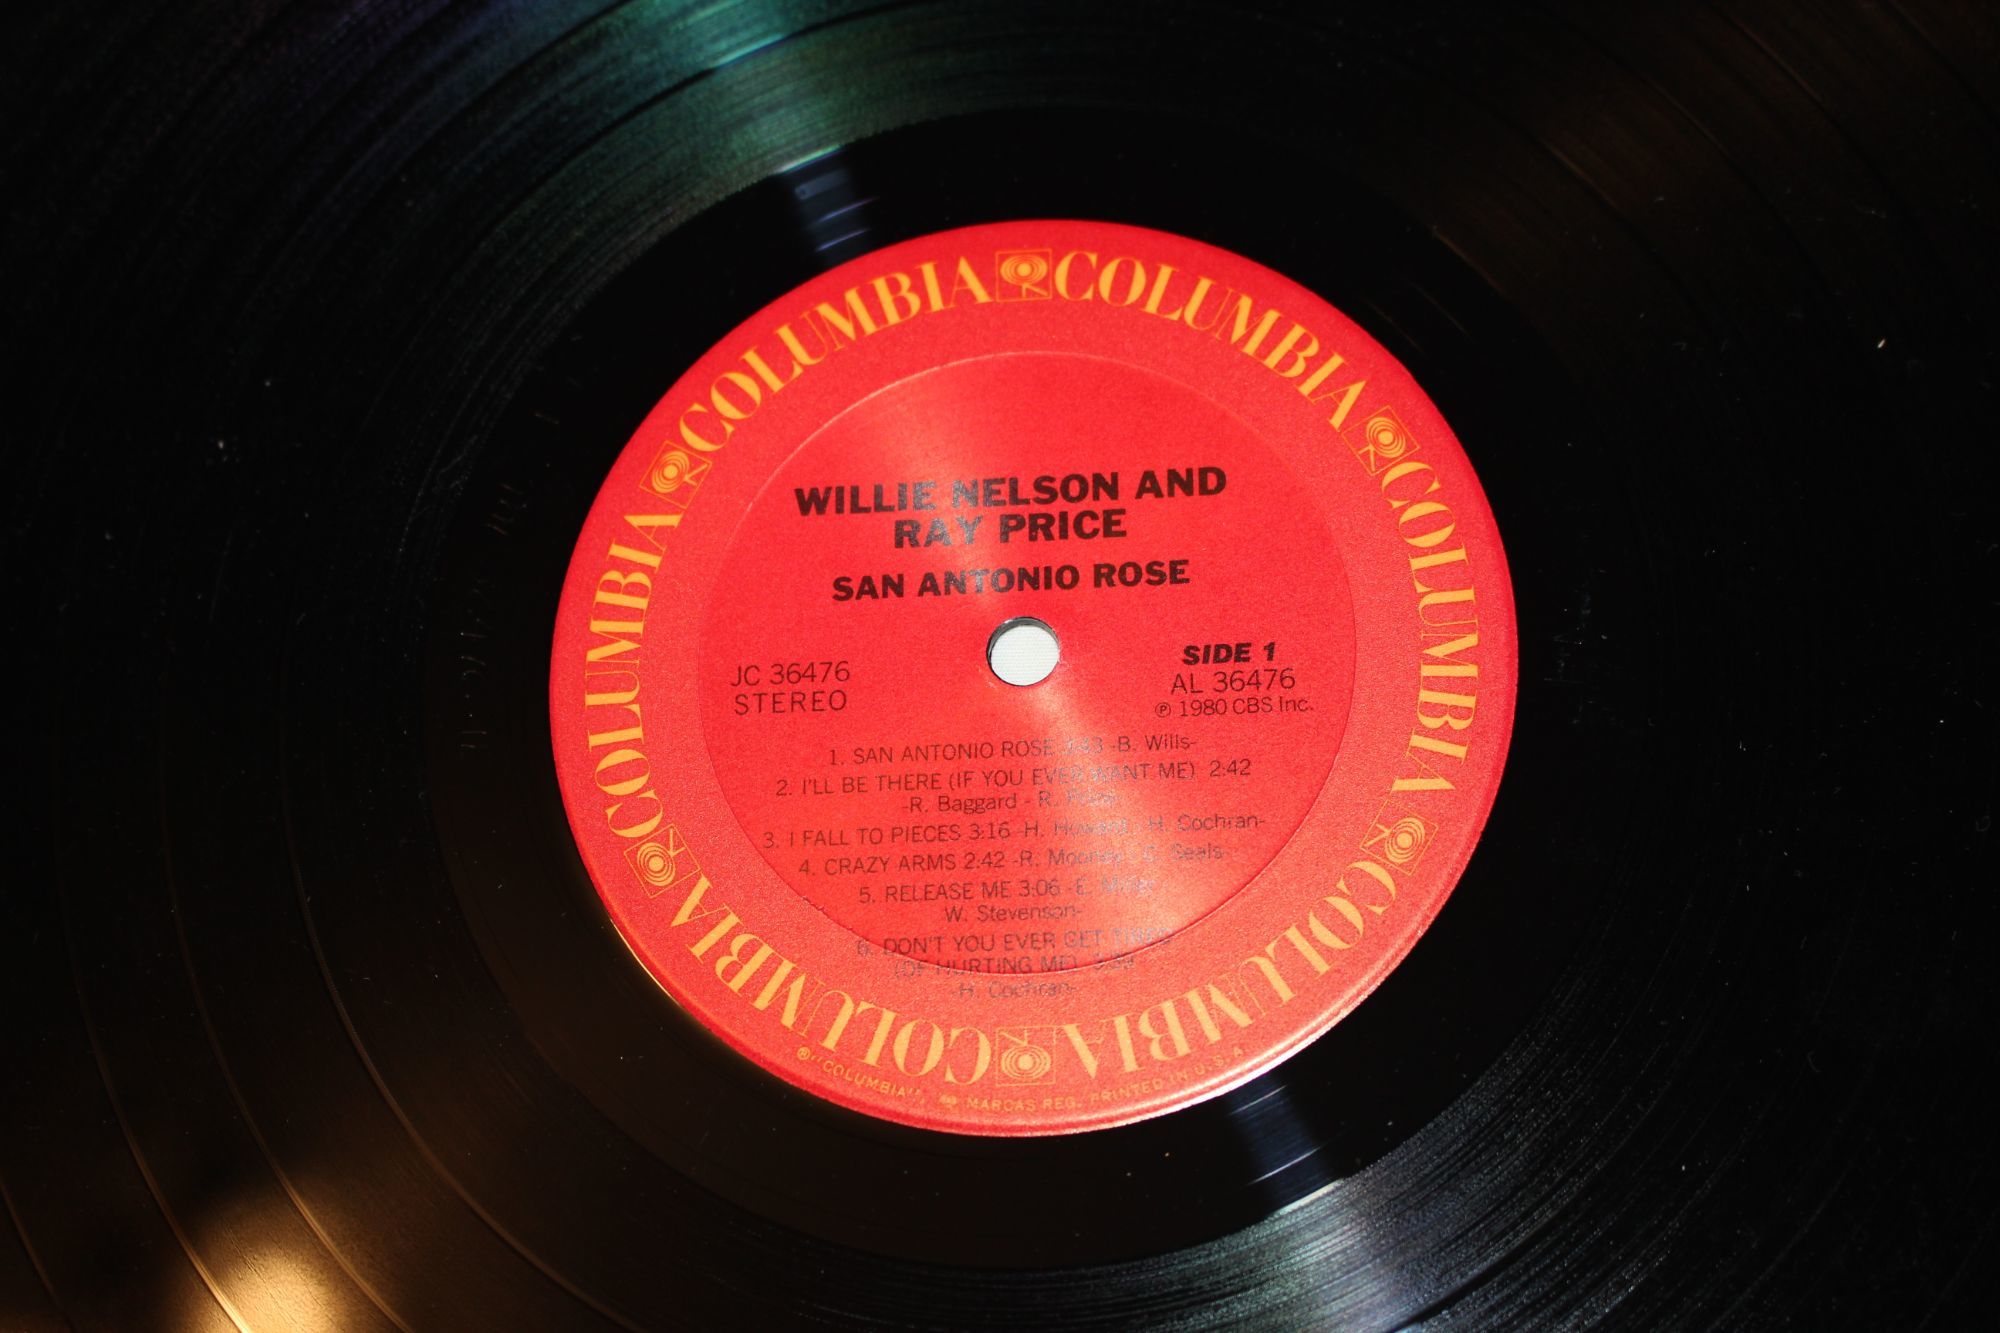 COLUMBIA COLUMBIA COLUMBIA COLUMBIA COLUMBIA COLUMBIA
WILLIE NELSON AND
RAY PRICE
SAN ANTONIO ROSE
JC 36476
STEREO
SIDE 1
AL 36476
℗ 1980 CBS Inc.
1. SAN ANTONIO ROSE -B. Wills-
2. I'LL BE THERE (IF YOU EVER WANT ME) 2:42
-R. Baggard - R.
3. I FALL TO PIECES 3:16 -H. Howard - H. Cochran-
4. CRAZY ARMS 2:42 -R. Mooney - C. Seals-
5. RELEASE ME 3:06 -E. Miller
W. Stevenson-
6. DON'T YOU EVER GET TIRED
(OF HURTING ME) 3:39
-H. Cochran-
®"COLUMBIA", MARCAS REG. PRINTED IN U.S.A.